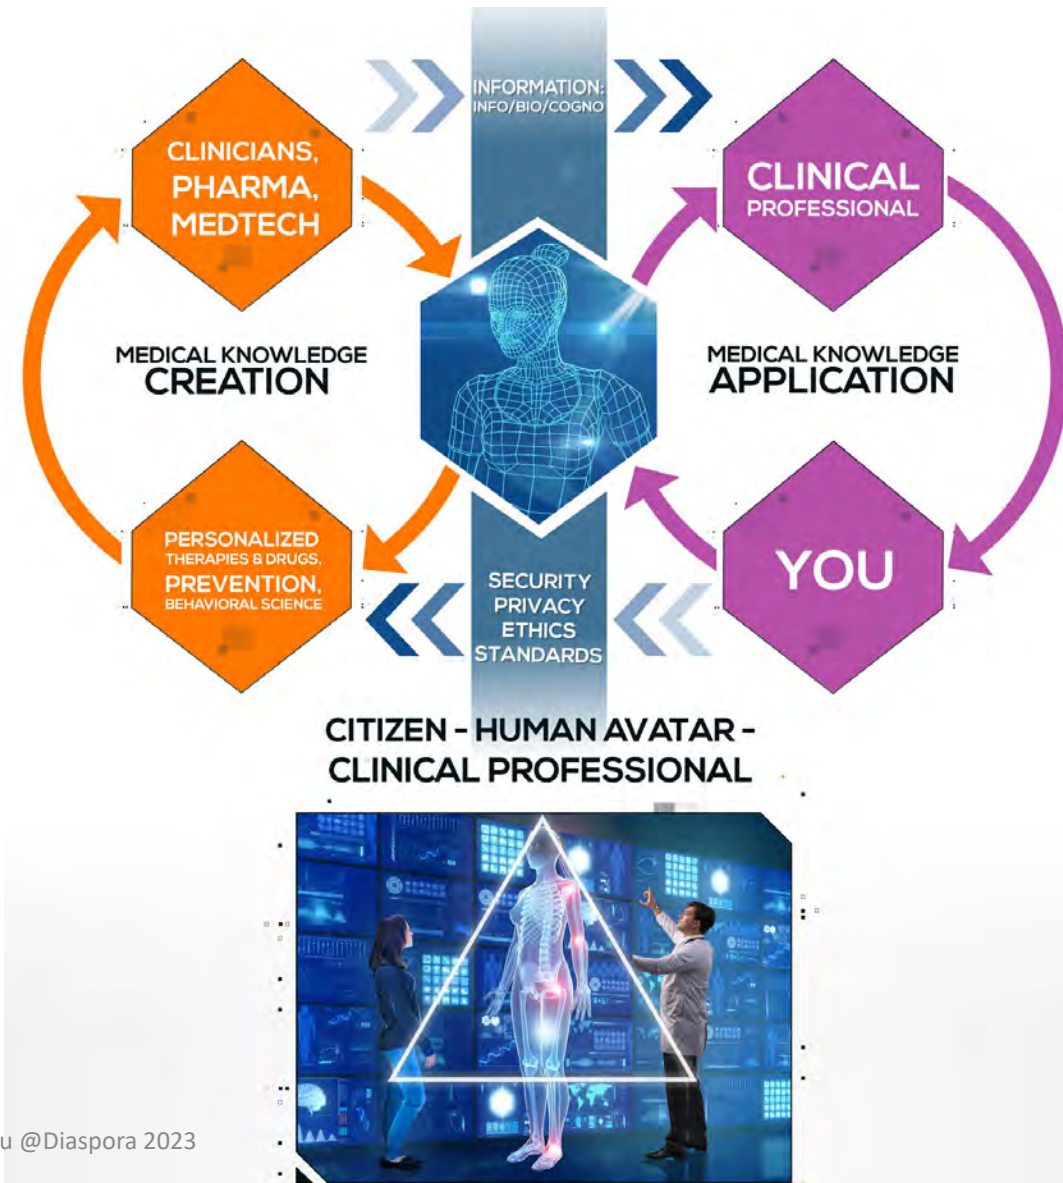 INFORMATION:
INFO/BIO/COGNO
CLINICIANS,
PHARMA,
MEDTECH
CLINICAL
PROFESSIONAL
MEDICAL KNOWLEDGE
CREATION
MEDICAL KNOWLEDGE
APPLICATION
PERSONALIZED
THERAPIES & DRUGS,
PREVENTION,
BEHAVIORAL SCIENCE
SECURITY
PRIVACY
ETHICS
STANDARDS
YOU
CITIZEN - HUMAN AVATAR -
CLINICAL PROFESSIONAL
u @Diaspora 2023